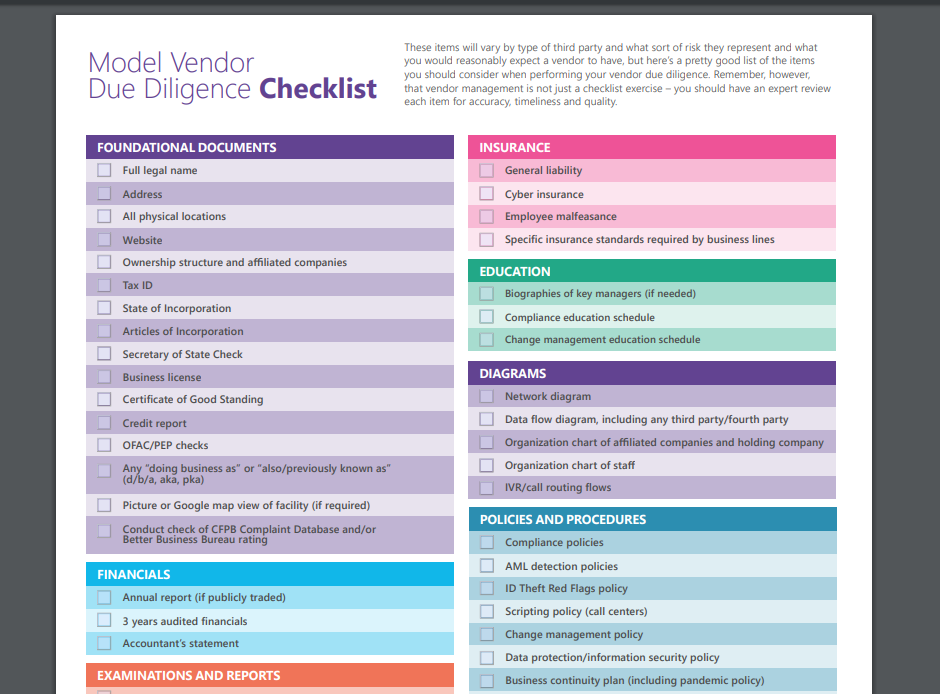 Model Vendor
Due Diligence Checklist
These items will vary by type of third party and what sort of risk they represent and what
you would reasonably expect a vendor to have, but here's a pretty good list of the items
you should consider when performing your vendor due diligence. Remember, however,
that vendor management is not just a checklist exercise – you should have an expert review
each item for accuracy, timeliness and quality.
FOUNDATIONAL DOCUMENTS
Full legal name
Address
All physical locations
Website
Ownership structure and affiliated companies
Tax ID
State of Incorporation
Articles of Incorporation
Secretary of State Check
Business license
Certificate of Good Standing
Credit report
OFAC/PEP checks
Any "doing business as" or "also/previously known as"
(d/b/a, aka, pka)
Picture or Google map view of facility (if required)
Conduct check of CFPB Complaint Database and/or
Better Business Bureau rating
FINANCIALS
Annual report (if publicly traded)
3 years audited financials
Accountant's statement
EXAMINATIONS AND REPORTS
INSURANCE
General liability
Cyber insurance
Employee malfeasance
Specific insurance standards required by business lines
EDUCATION
Biographies of key managers (if needed)
Compliance education schedule
Change management education schedule
DIAGRAMS
Network diagram
Data flow diagram, including any third party/fourth party
Organization chart of affiliated companies and holding company
Organization chart of staff
IVR/call routing flows
POLICIES AND PROCEDURES
Compliance policies
AML detection policies
ID Theft Red Flags policy
Scripting policy (call centers)
Change management policy
Data protection/information security policy
Business continuity plan (including pandemic policy)